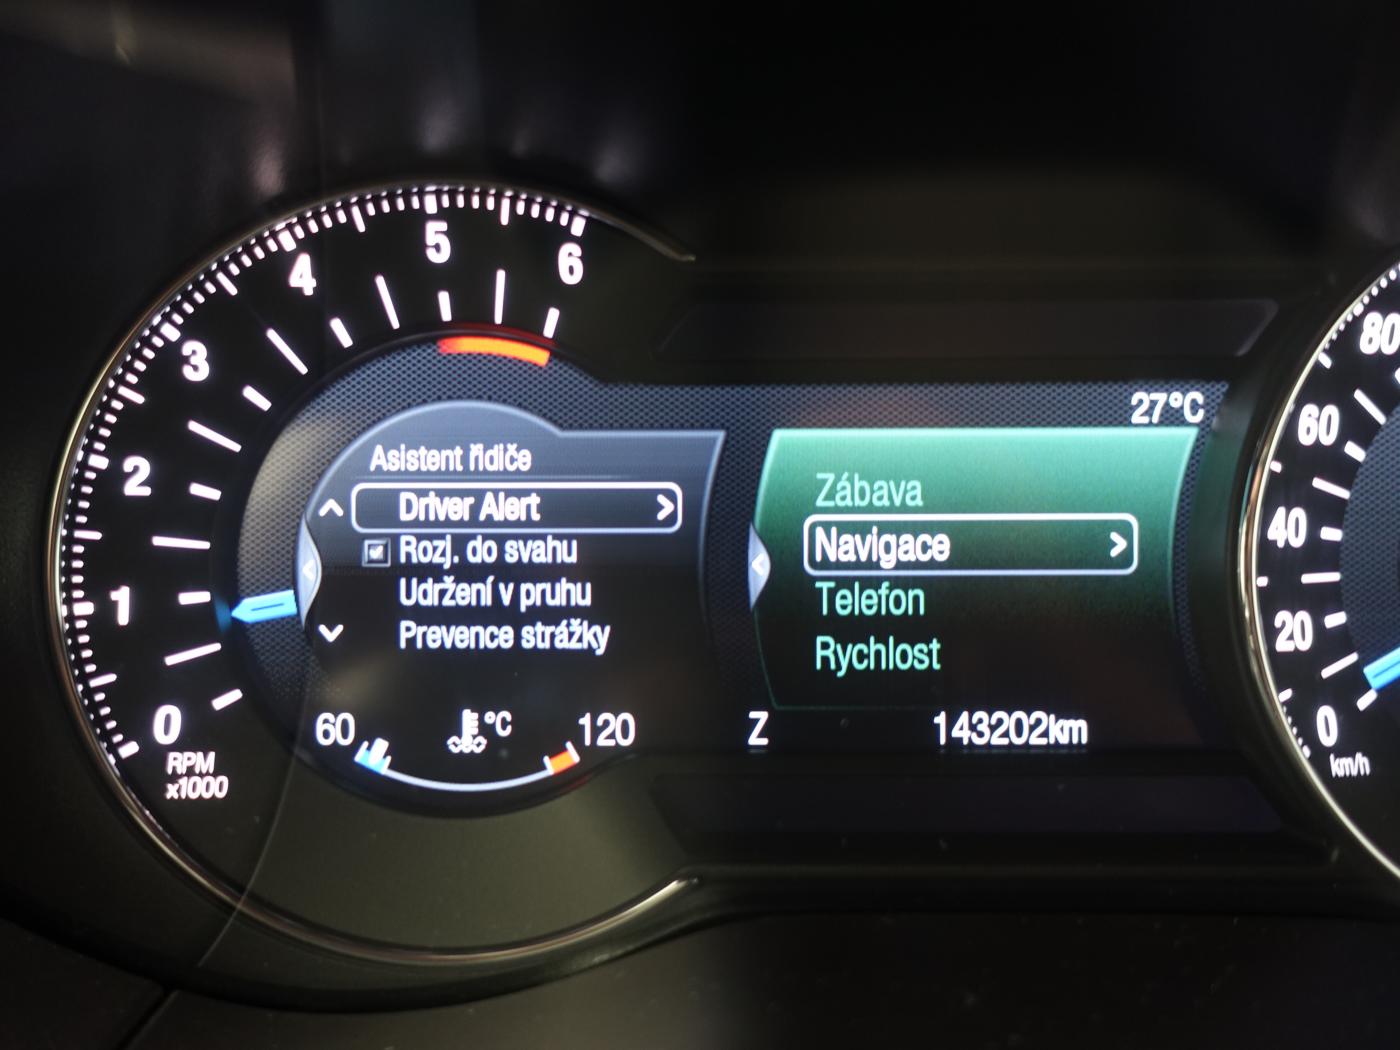 5
4
6
3
2
1
0
RPM
x1000
Asistent řidiče
Driver Alert
Rozj. do svahu
Udržení v pruhu
Prevence strážky
60
°C
120
27°C
Zábava
Navigace
Telefon
Rychlost
Z
143202km
80
60
40
20
0
km/h